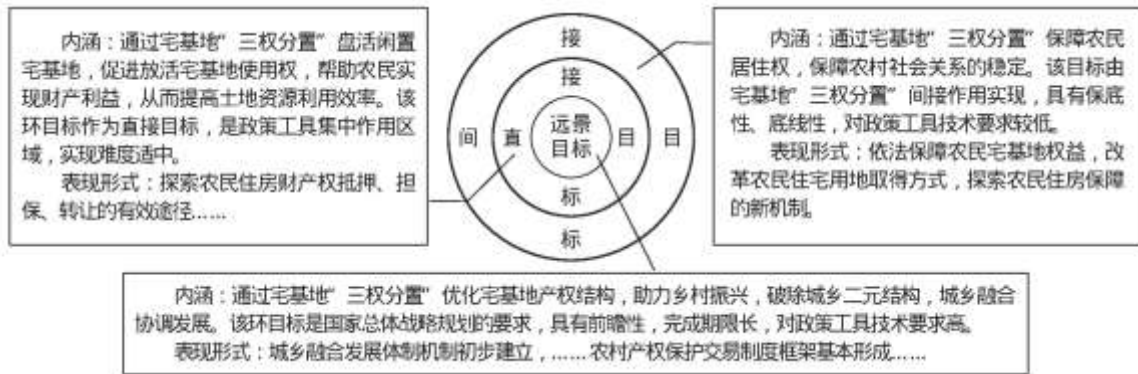 内涵：通过宅基地"三权分置"盘活闲置
宅基地，促进放活宅基地使用权，帮助农民实
现财产利益，从而提高土地资源利用效率。该
环目标作为直接目标，是政策工具集中作用区
域，实现难度适中。
表现形式：探索农民住房财产权抵押、担
保、转让的有效途径……
接
接
间 直 远景 目 目
目标
标
标
内涵：通过宅基地"三权分置"保障农民
居住权，保障农村社会关系的稳定。该目标由
宅基地"三权分置"间接作用实现，具有保底
性、底线性，对政策工具技术要求较低。
表现形式：依法保障农民宅基地权益，改
革农民住宅用地取得方式，探索农民住房保障
的新机制。
内涵：通过宅基地"三权分置"优化宅基地产权结构，助力乡村振兴，破除城乡二元结构，城乡融合
协调发展。该环目标是国家总体战略规划的要求，具有前瞻性，完成期限长，对政策工具技术要求高。
表现形式：城乡融合发展体制机制初步建立，……农村产权保护交易制度框架基本形成……